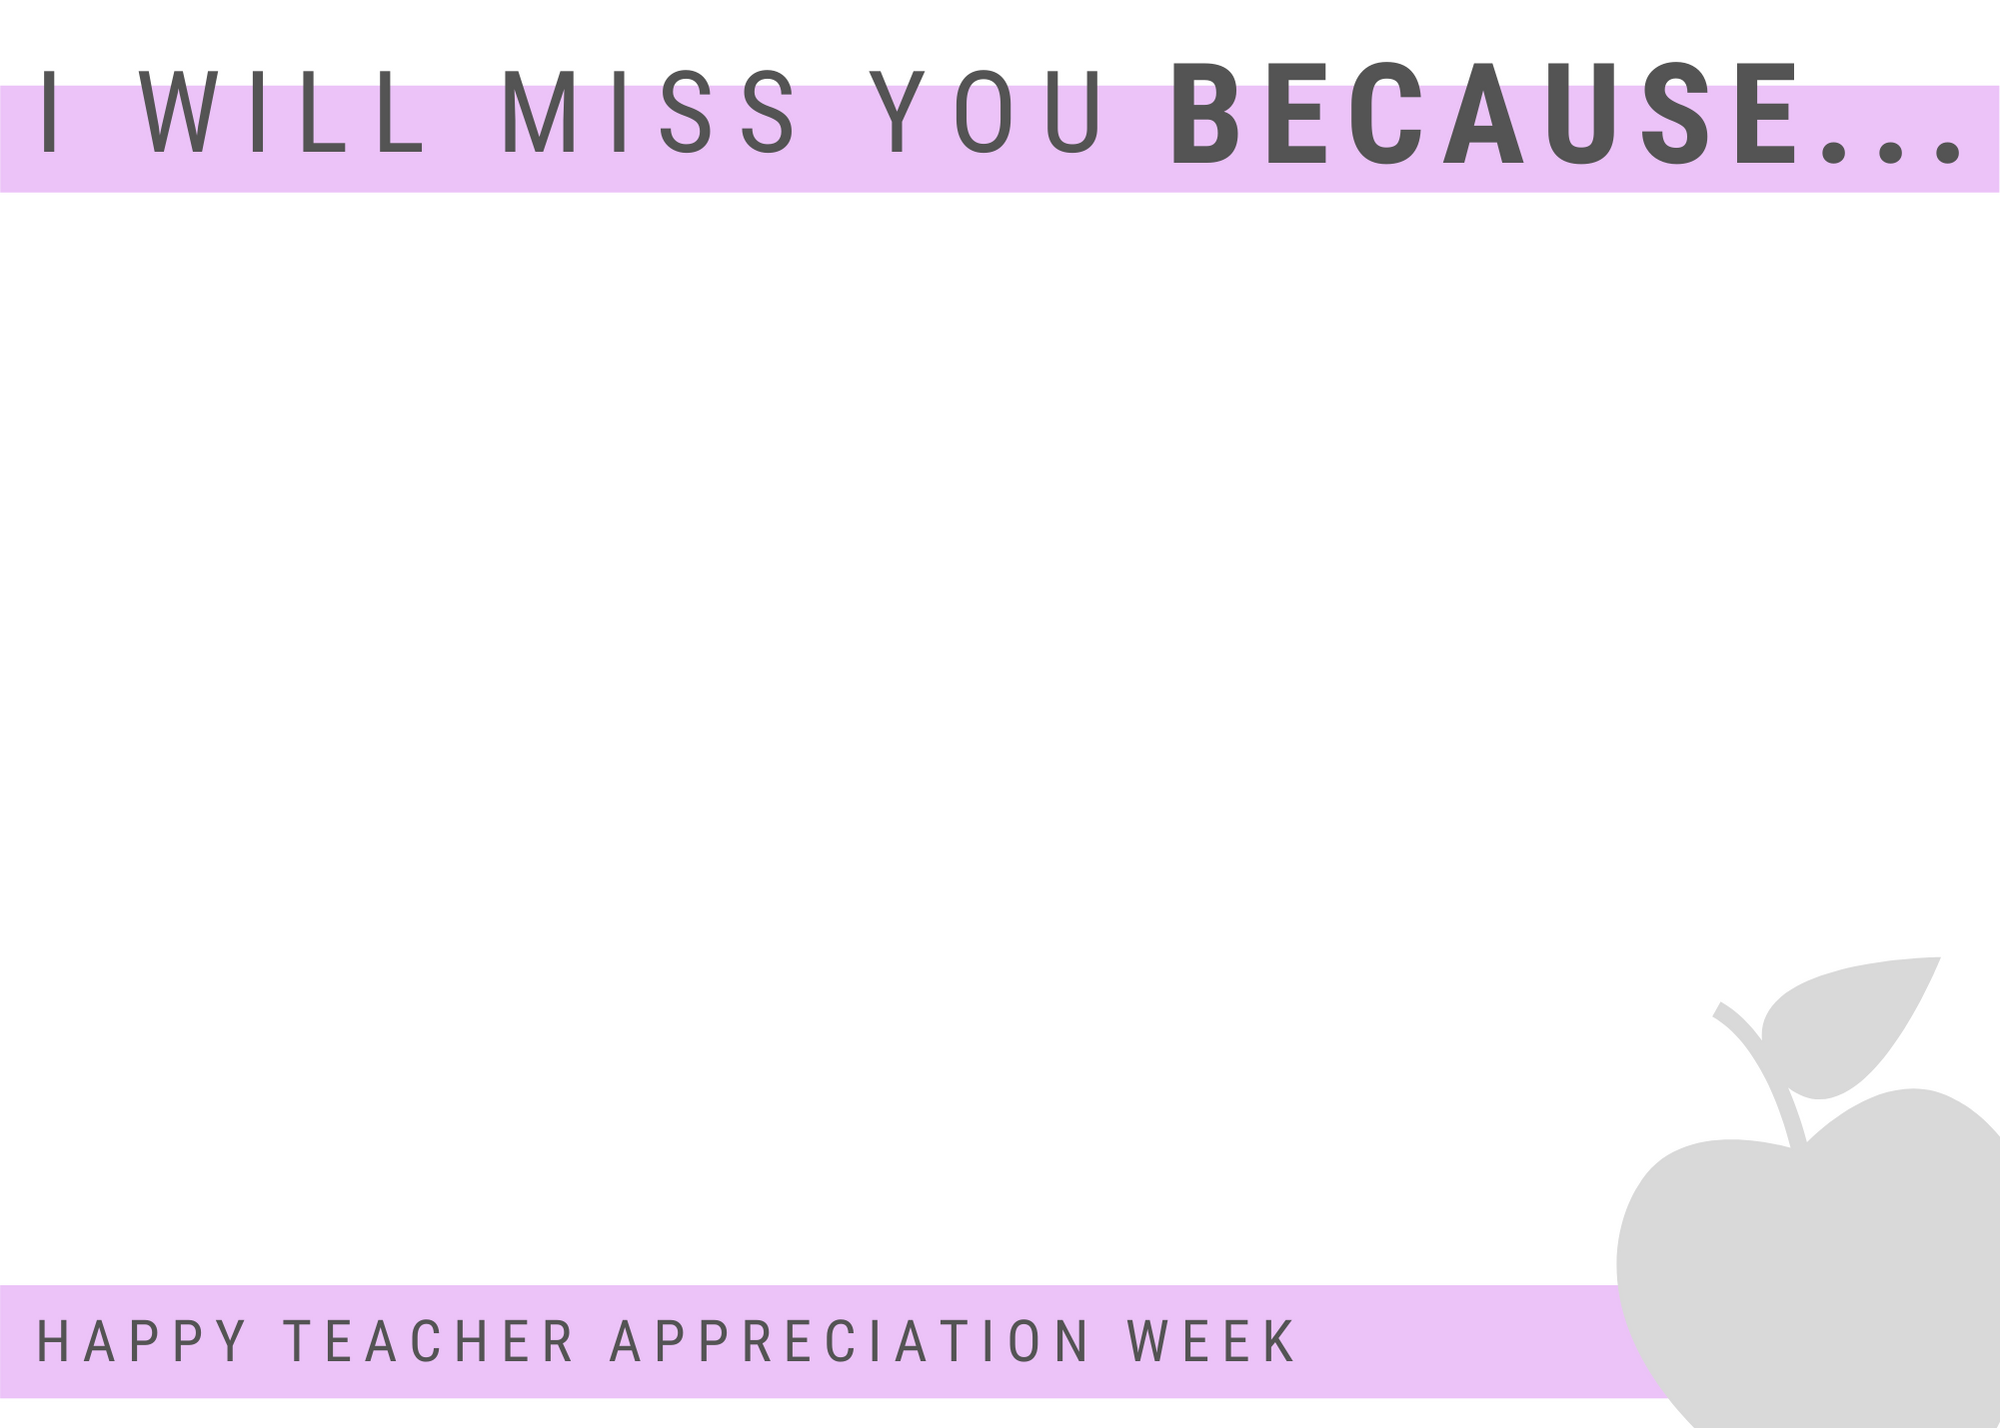 I WILL MISS YOU BECAUSE...
HAPPY TEACHER APPRECIATION WEEK